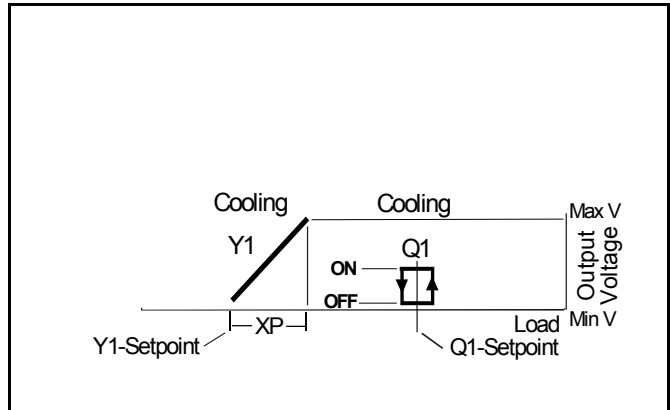 Cooling
Cooling
Max V
Y1
Q1
ON
OFF
Output
Voltage
XP
Load
Min V
Y1-Setpoint
Q1-Setpoint